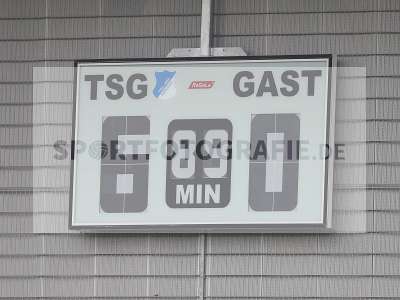 TSG GAST
6 89 0
SPORTFOTOGRAFIE.DE
MIN